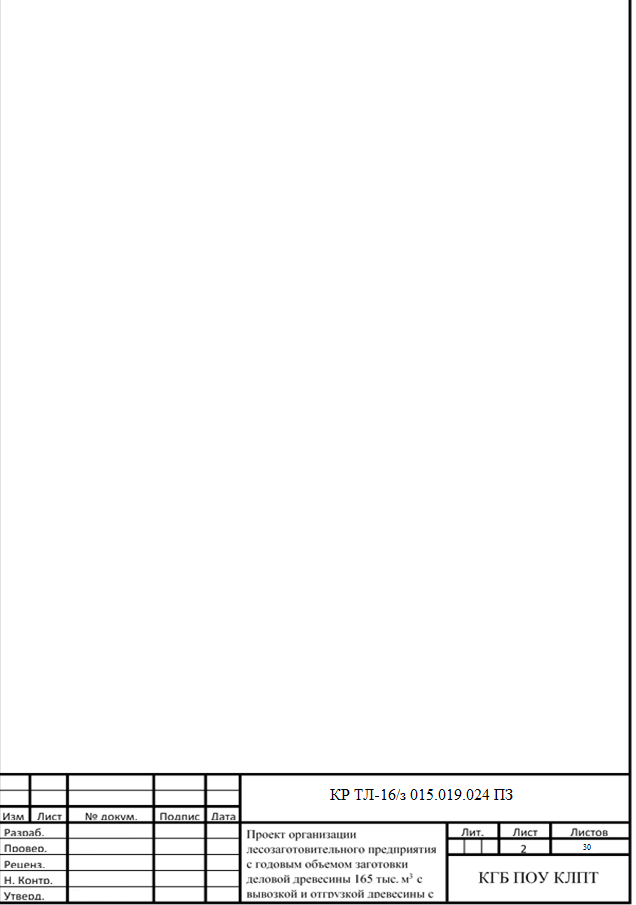 КР ТЛ-16/з 015.019.024 ПЗ
Изм Лист № докум. Подпис Дата
Разраб.
Провер.
Реценз.
Н. Контр.
Утверд.
Проект организации
лесозаготовительного предприятия
с годовым объемом заготовки
деловой древесины 165 тыс. м³ с
вывозкой и отгрузкой древесины с
Лит. Лист Листов
2 30
КГБ ПОУ КЛПТ